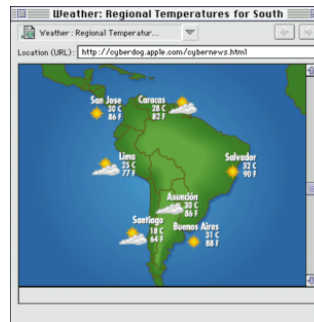 Weather: Regional Temperatures for South
Weather : Regional Temperatur...
Location (URL) : http://cyberdog.apple.com/cybernews.html
San Jose
30 C
86 F
Caracas
28 C
82 F
Lima
25 C
77 F
Salvador
32 C
90 F
Asunción
30 C
86 F
Santiago
18 C
64 F
Buenos Aires
31 C
88 F